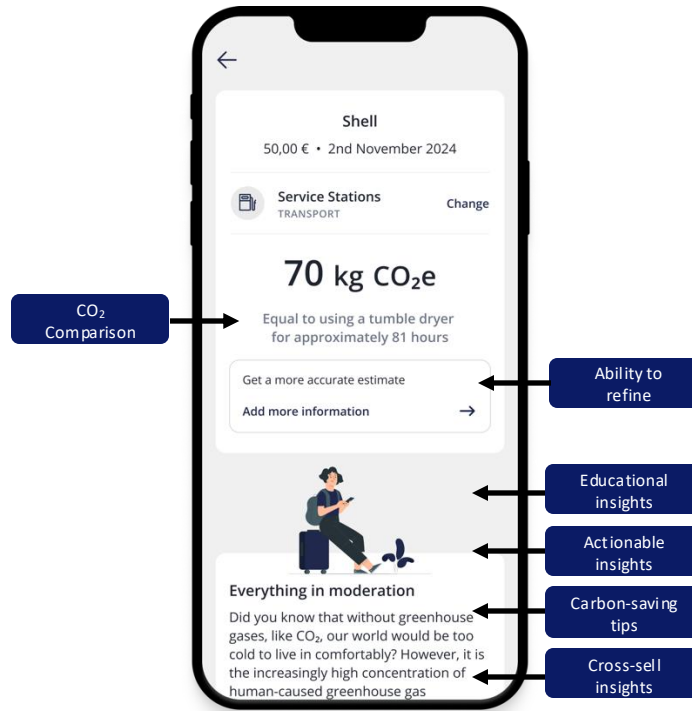 Shell
50,00 € • 2nd November 2024
Service Stations
TRANSPORT
Change
70 kg CO₂e
Equal to using a tumble dryer
for approximately 81 hours
Get a more accurate estimate
Add more information
Everything in moderation
Did you know that without greenhouse
gases, like CO₂, our world would be too
cold to live in comfortably? However, it is
the increasingly high concentration of
human-caused greenhouse gas
CO₂
Comparison
Ability to
refine
Educational
insights
Actionable
insights
Carbon-saving
tips
Cross-sell
insights